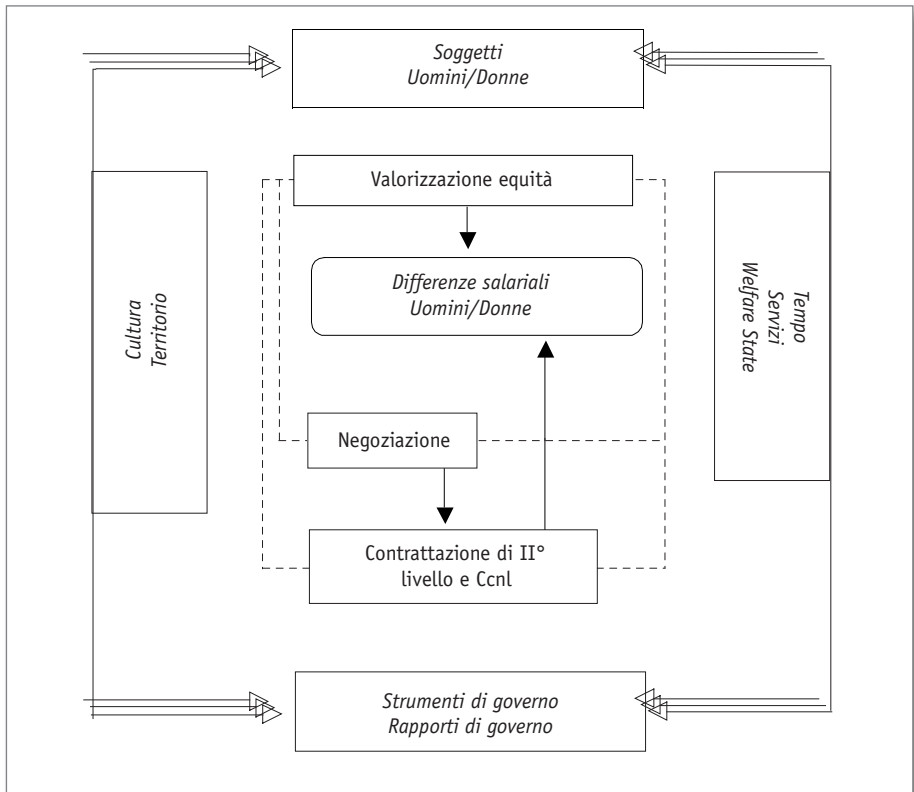 Soggetti
Uomini/Donne
Valorizzazione equità
Differenze salariali
Uomini/Donne
Cultura
Territorio
Tempo
Servizi
Welfare State
Negoziazione
Contrattazione di II°
livello e Ccnl
Strumenti di governo
Rapporti di governo